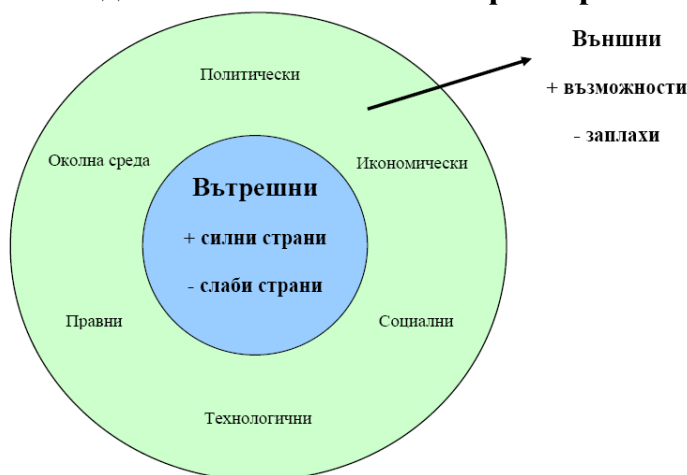 Външни
+ възможности
- заплахи
Политически
Околна среда
Икономически
Вътрешни
+ силни страни
- слаби страни
Правни
Социални
Технологични